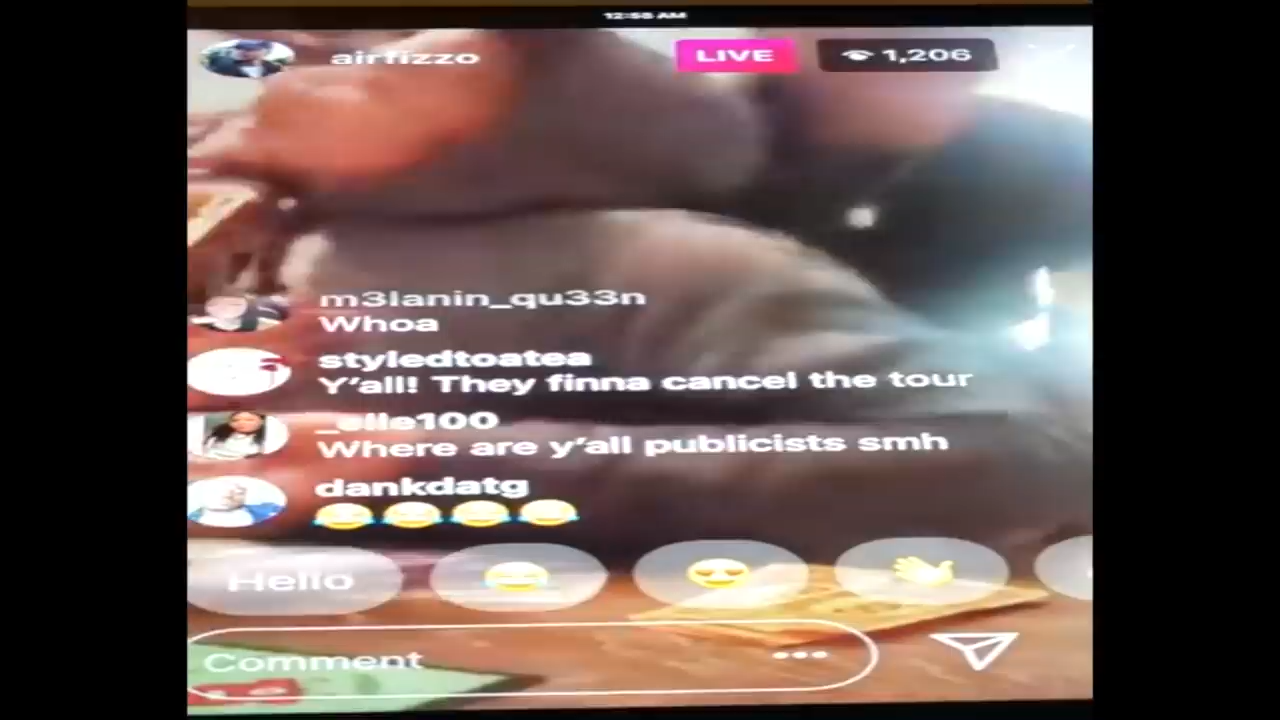 12:55 AM
airfizzo
LIVE
1,206
m3lanin_qu33n
Whoa
styledtoatea
Y'all! They finna cancel the tour
_elle100
Where are y'all publicists smh
dankdatg
😂😂😂😂
Hello
Comment